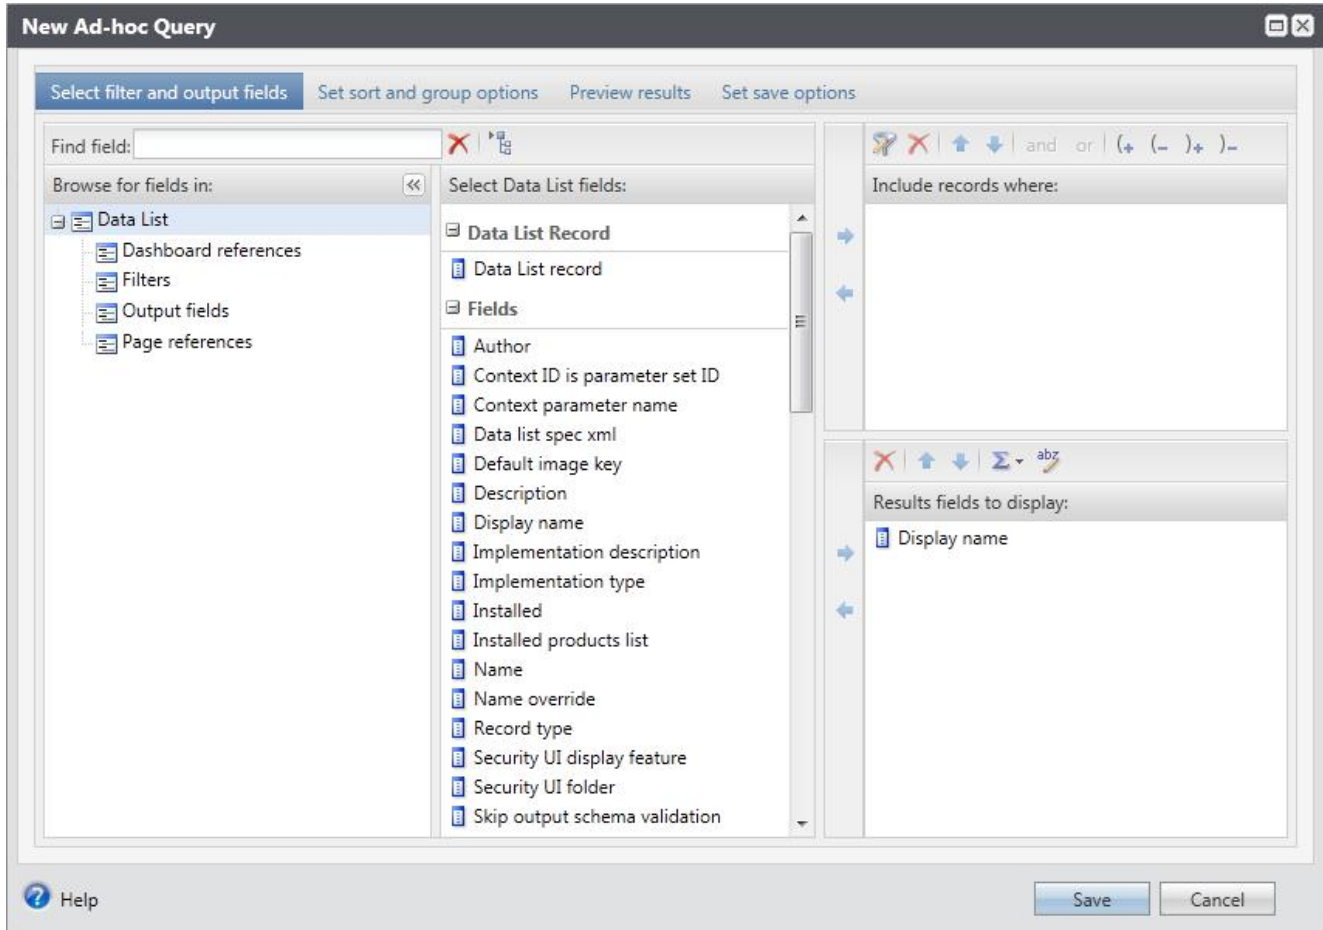 New Ad-hoc Query
Select filter and output fields Set sort and group options Preview results Set save options
Find field:
and or (+ (- )+ )-
Browse for fields in:
Data List
Dashboard references
Filters
Output fields
Page references
Select Data List fields:
Data List Record
Data List record
Fields
Author
Context ID is parameter set ID
Context parameter name
Data list spec xml
Default image key
Description
Display name
Implementation description
Implementation type
Installed
Installed products list
Name
Name override
Record type
Security UI display feature
Security UI folder
Skip output schema validation
Include records where:
Σ abz
Results fields to display:
Display name
? Help
Save Cancel